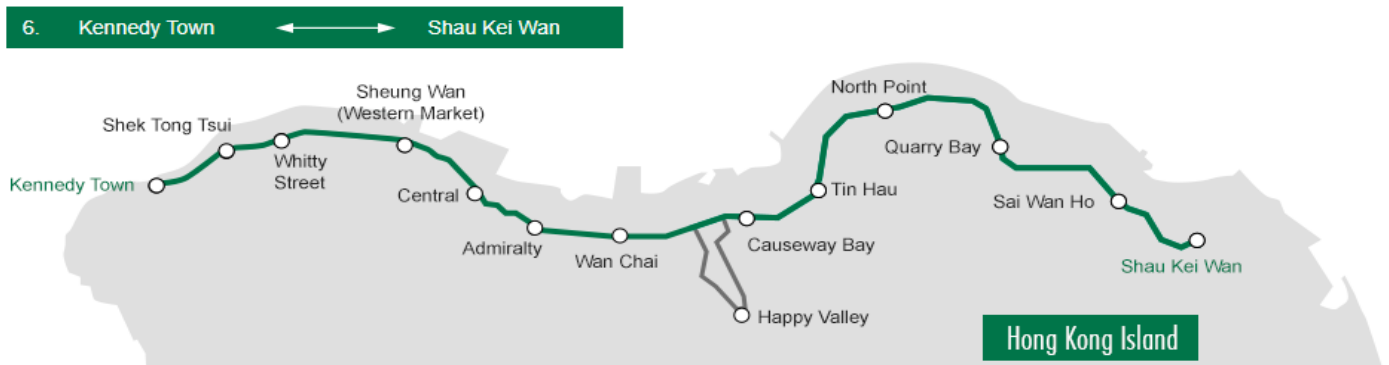 6. Kennedy Town Shau Kei Wan
Sheung Wan
(Western Market)
Shek Tong Tsui
Whitty
Street
Kennedy Town
Central
Admiralty
Wan Chai
Causeway Bay
Happy Valley
Tin Hau
North Point
Quarry Bay
Sai Wan Ho
Shau Kei Wan
Hong Kong Island